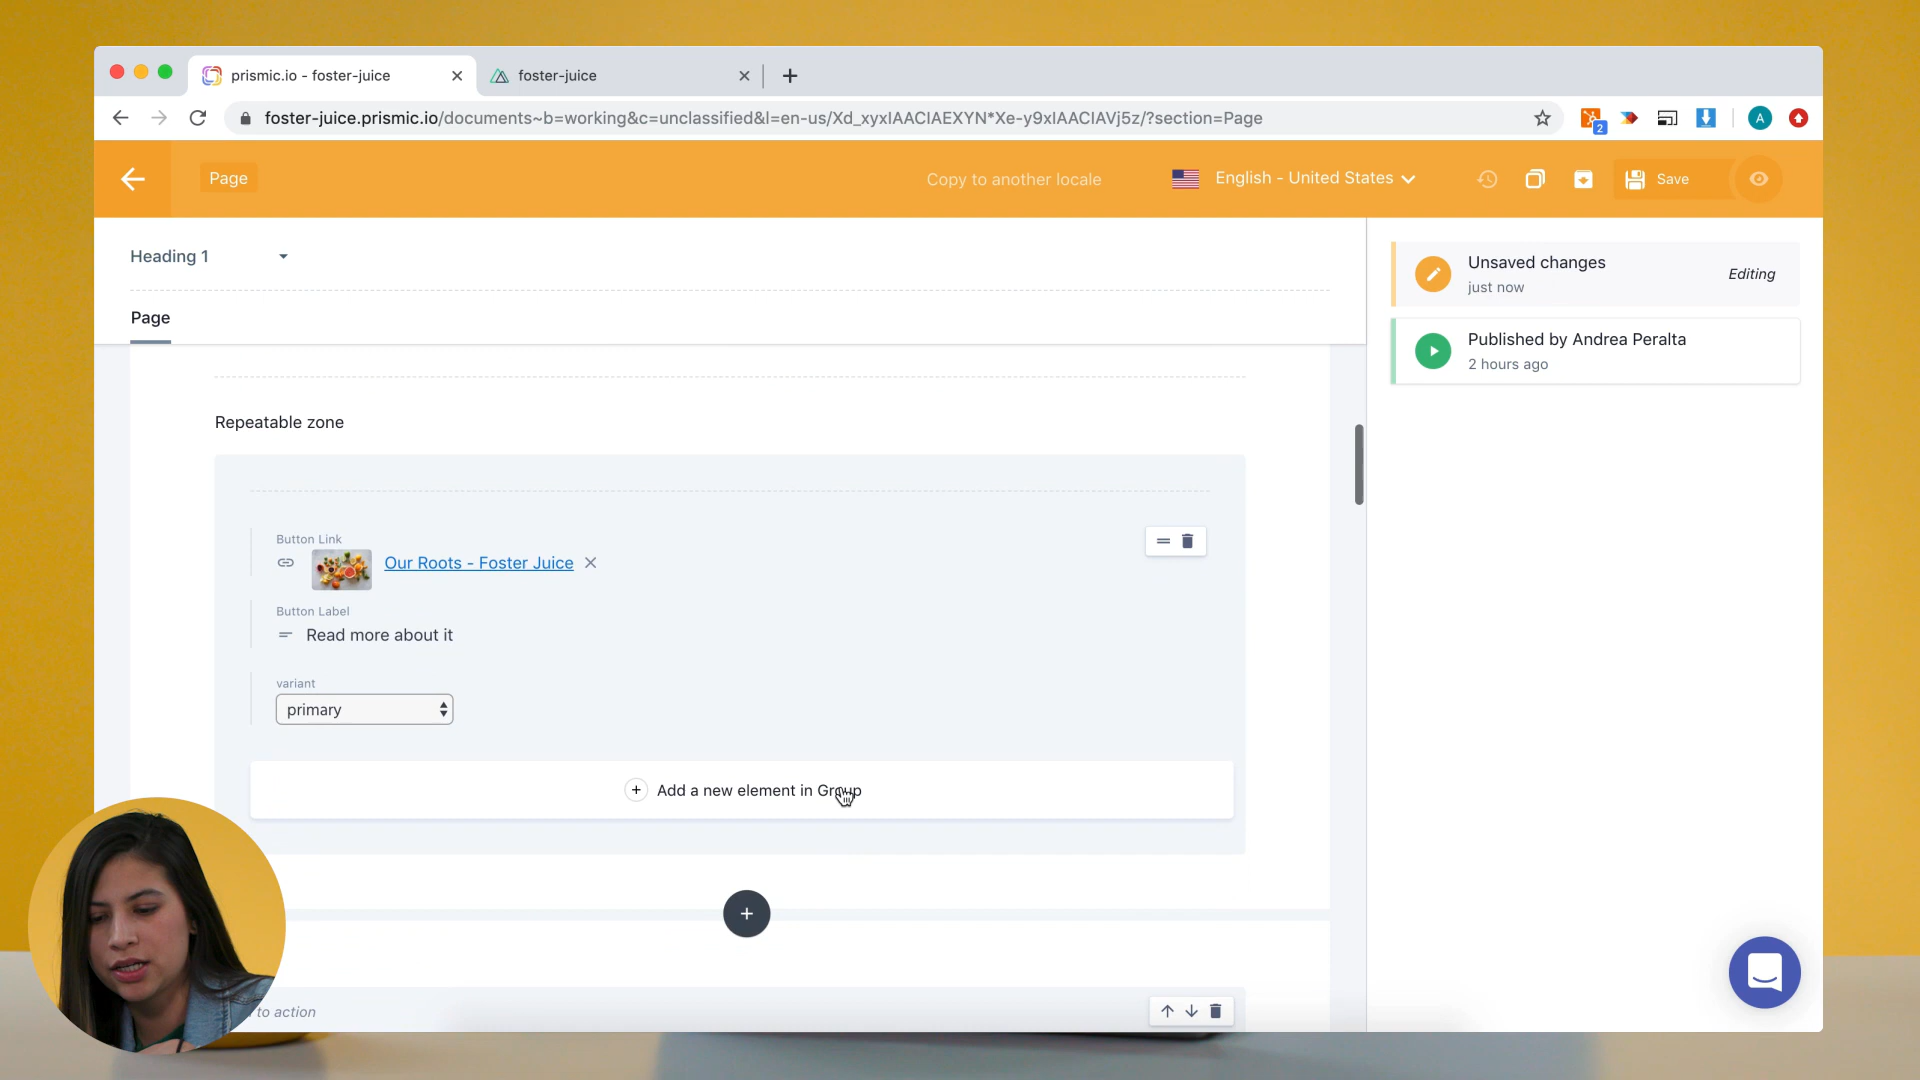 prismic.io - foster-juice
foster-juice
foster-juice.prismic.io/documents~b=working&c=unclassified&l=en-us/Xd_xyxIAACIAEXYN*Xe-y9xIAACIAVj5z/?section=Page
2
A
Page
Copy to another locale
English - United States
Save
Heading 1
Page
Unsaved changes
Editing
just now
Published by Andrea Peralta
2 hours ago
Repeatable zone
Button Link
Our Roots - Foster Juice
Button Label
Read more about it
variant
primary
Add a new element in Group
to action